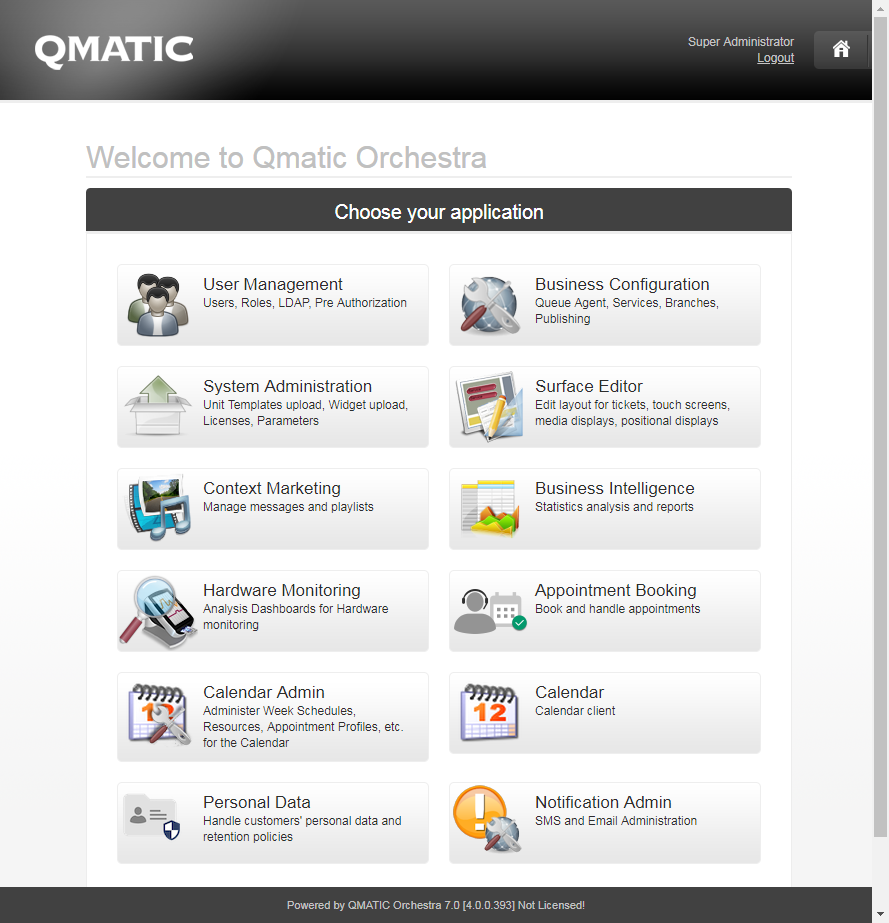 QMATIC
Super Administrator
Logout
Welcome to Qmatic Orchestra
Choose your application
User Management
Users, Roles, LDAP, Pre Authorization
Business Configuration
Queue Agent, Services, Branches,
Publishing
System Administration
Unit Templates upload, Widget upload,
Licenses, Parameters
Surface Editor
Edit layout for tickets, touch screens,
media displays, positional displays
Context Marketing
Manage messages and playlists
Business Intelligence
Statistics analysis and reports
Hardware Monitoring
Analysis Dashboards for Hardware
monitoring
Appointment Booking
Book and handle appointments
12
Calendar Admin
Administer Week Schedules,
Resources, Appointment Profiles, etc.
for the Calendar
12
Calendar
Calendar client
Personal Data
Handle customers' personal data and
retention policies
Notification Admin
SMS and Email Administration
Powered by QMATIC Orchestra 7.0 [4.0.0.393] Not Licensed!